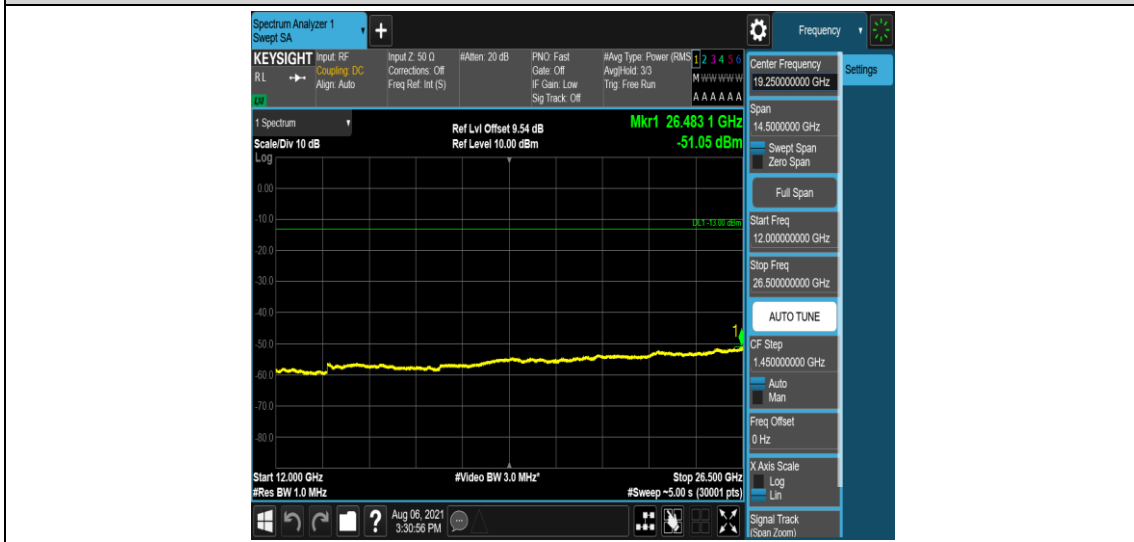 Spectrum Analyzer 1
Swept SA
+
Frequency
KEYSIGHT
RL
LXI
Input: RF
Coupling: DC
Align: Auto
Input Z: 50 Ω
Corrections: Off
Freq Ref: Int (S)
#Atten: 20 dB
PNO: Fast
Gate: Off
IF Gain: Low
Sig Track: Off
#Avg Type: Power (RMS
Avg|Hold: 3/3
Trig: Free Run
1 2 3 4 5 6
M W W W W W
A A A A A A
1 Spectrum
Scale/Div 10 dB
Log
Ref Lvl Offset 9.54 dB
Ref Level 10.00 dBm
Mkr1 26.483 1 GHz
-51.05 dBm
0.00
-10.0
DL1 -13.00 dBm
-20.0
-30.0
-40.0
1
-50.0
-60.0
-70.0
-80.0
Start 12.000 GHz
#Res BW 1.0 MHz
#Video BW 3.0 MHz*
Stop 26.500 GHz
#Sweep ~5.00 s (30001 pts)
Center Frequency
19.250000000 GHz
Settings
Span
14.5000000 GHz
Swept Span
Zero Span
Full Span
Start Freq
12.000000000 GHz
Stop Freq
26.500000000 GHz
AUTO TUNE
CF Step
1.450000000 GHz
Auto
Man
Freq Offset
0 Hz
X Axis Scale
Log
Lin
Signal Track
(Span Zoom)
?
Aug 06, 2021
3:30:56 PM